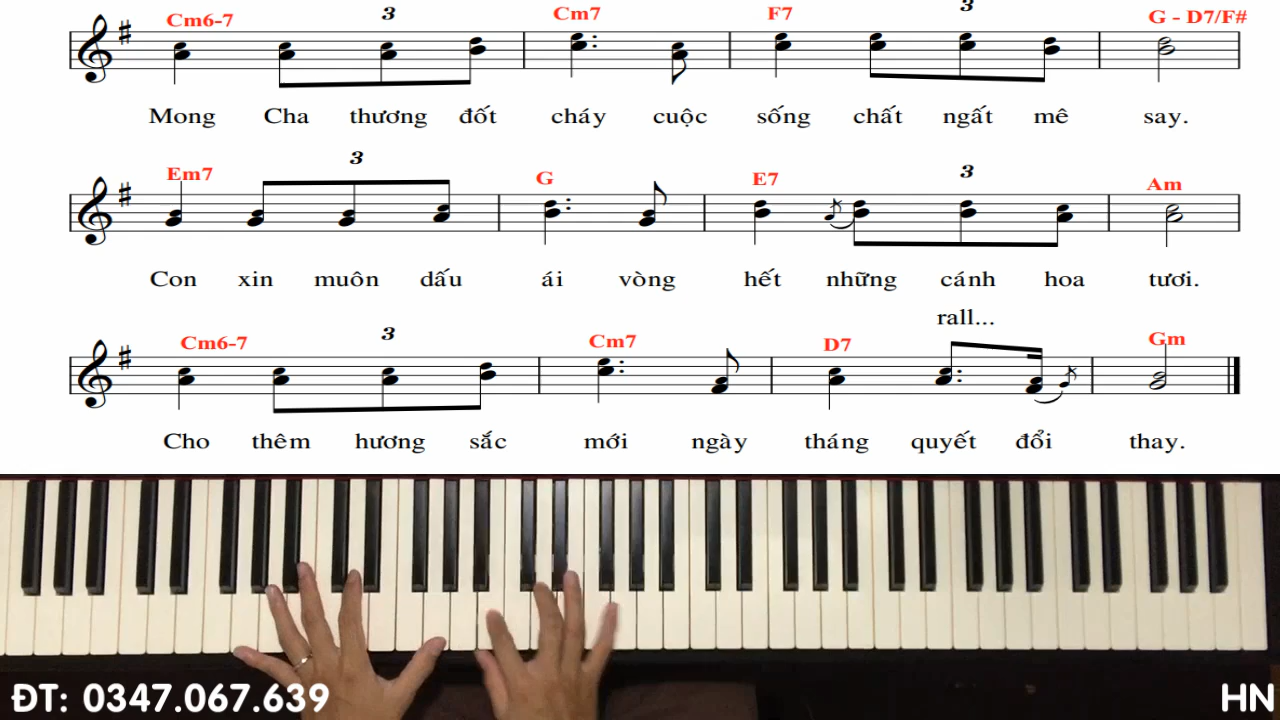 Cm6-7 3 Cm7 F7 3 G - D7/F#
Mong Cha thương đốt cháy cuộc sống chất ngất mê say.
Em7 3 G E7 3 Am
Con xin muôn dấu ái vòng hết những cánh hoa tươi.
rall...
Cm6-7 3 Cm7 D7 Gm
Cho thêm hương sắc mới ngày tháng quyết đổi thay.
ĐT: 0347.067.639 HN